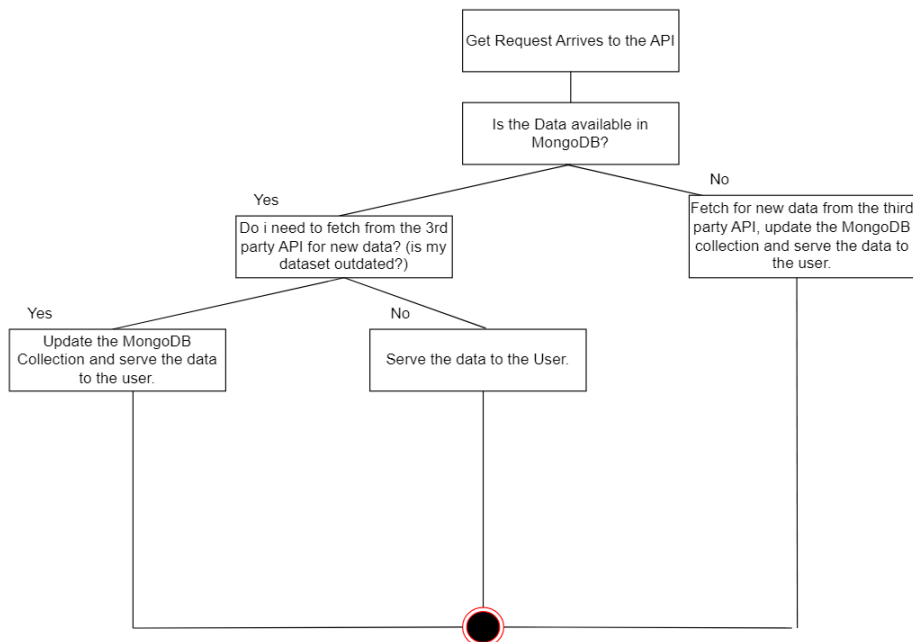 Get Request Arrives to the API
Is the Data available in
MongoDB?
Yes
No
Do i need to fetch from the 3rd
party API for new data? (is my
dataset outdated?)
Fetch for new data from the third
party API, update the MongoDB
collection and serve the data to
the user.
Yes
No
Update the MongoDB
Collection and serve the data
to the user.
Serve the data to the User.